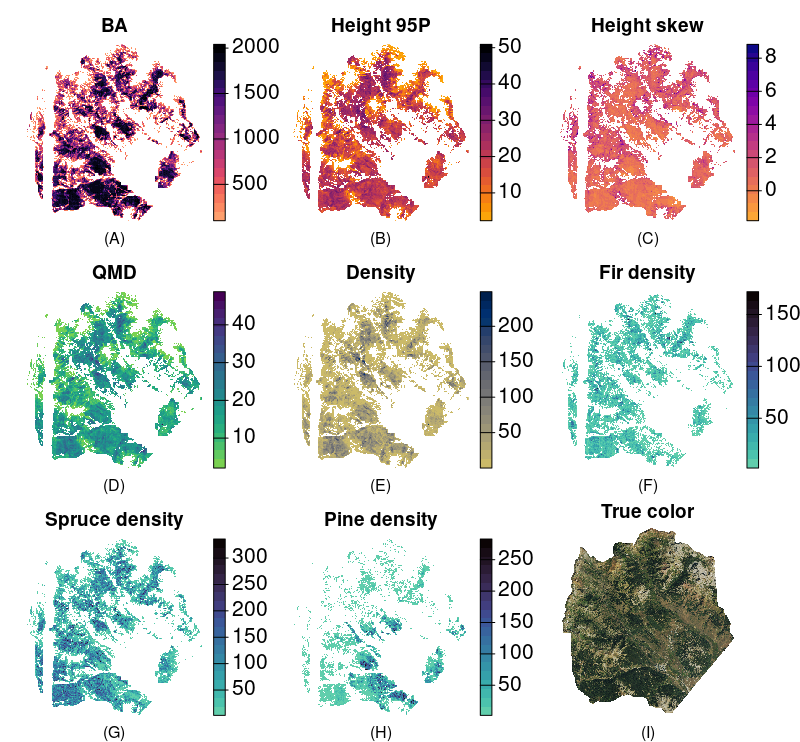 BA
2000
1500
1000
500
(A)
Height 95P
50
40
30
20
10
(B)
Height skew
8
6
4
2
0
(C)
QMD
40
30
20
10
(D)
Density
200
150
100
50
(E)
Fir density
150
100
50
(F)
Spruce density
300
250
200
150
100
50
(G)
Pine density
250
200
150
100
50
(H)
True color
(I)